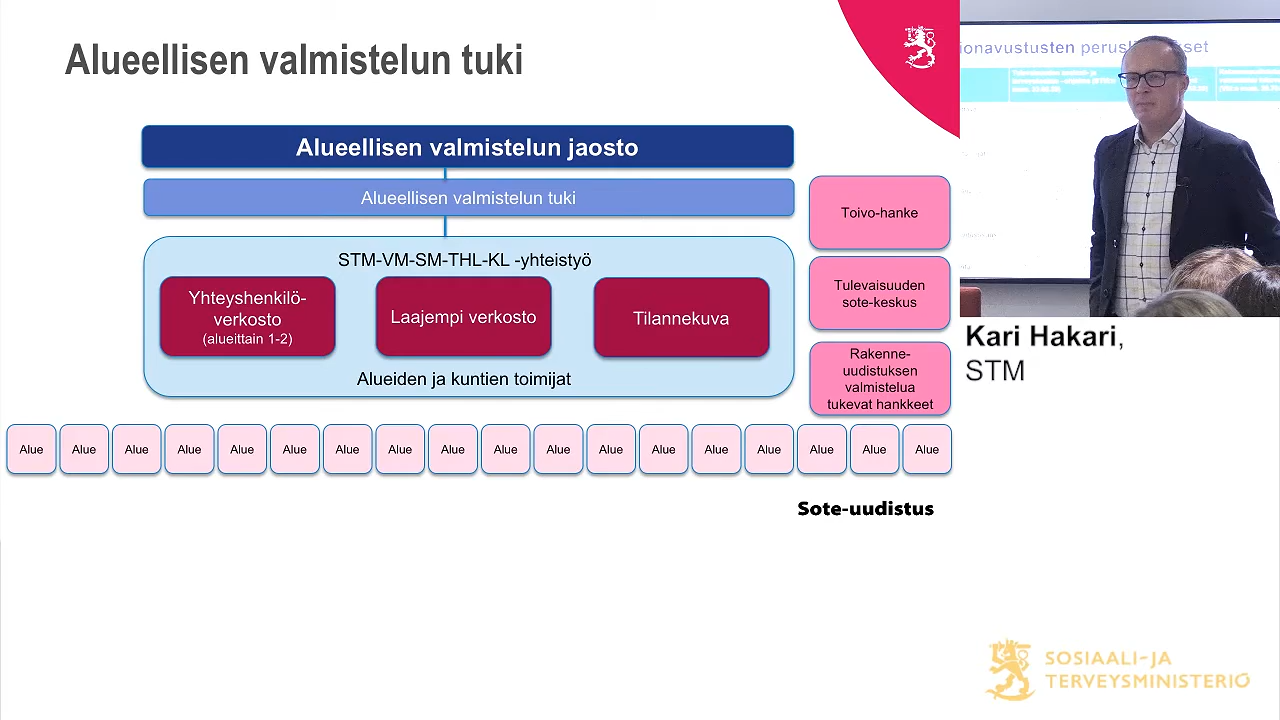 Alueellisen valmistelun tuki
Alueellisen valmistelun jaosto
Alueellisen valmistelun tuki
STM-VM-SM-THL-KL -yhteistyö
Yhteyshenkilö-
verkosto
(alueittain 1-2)
Laajempi verkosto
Tilannekuva
Alueiden ja kuntien toimijat
Toivo-hanke
Tulevaisuuden
sote-keskus
Rakenne-
uudistuksen
valmistelua
tukevat hankkeet
Alue Alue Alue Alue Alue Alue Alue Alue Alue Alue Alue Alue Alue Alue Alue Alue Alue Alue
Sote-uudistus
Kari Hakari,
STM
SOSIAALI-JA
TERVEYSMINISTERIÖ